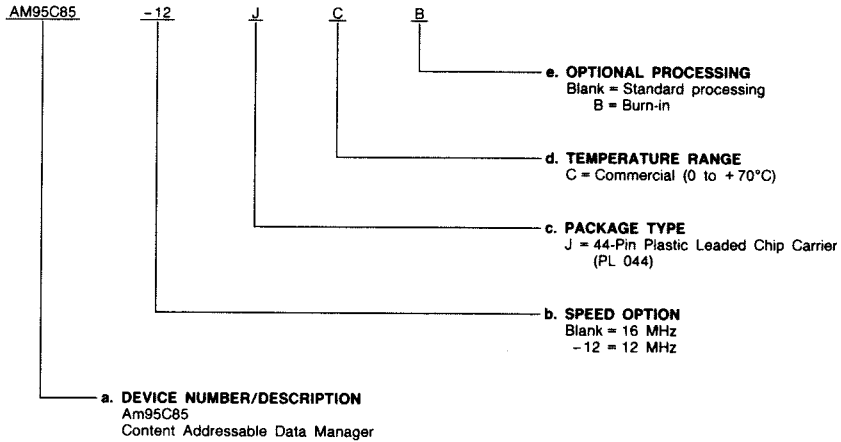 AM95C85 -12 J C B
e. OPTIONAL PROCESSING
Blank = Standard processing
B = Burn-in
d. TEMPERATURE RANGE
C = Commercial (0 to +70°C)
c. PACKAGE TYPE
J = 44-Pin Plastic Leaded Chip Carrier
(PL 044)
b. SPEED OPTION
Blank = 16 MHz
-12 = 12 MHz
a. DEVICE NUMBER/DESCRIPTION
Am95C85
Content Addressable Data Manager